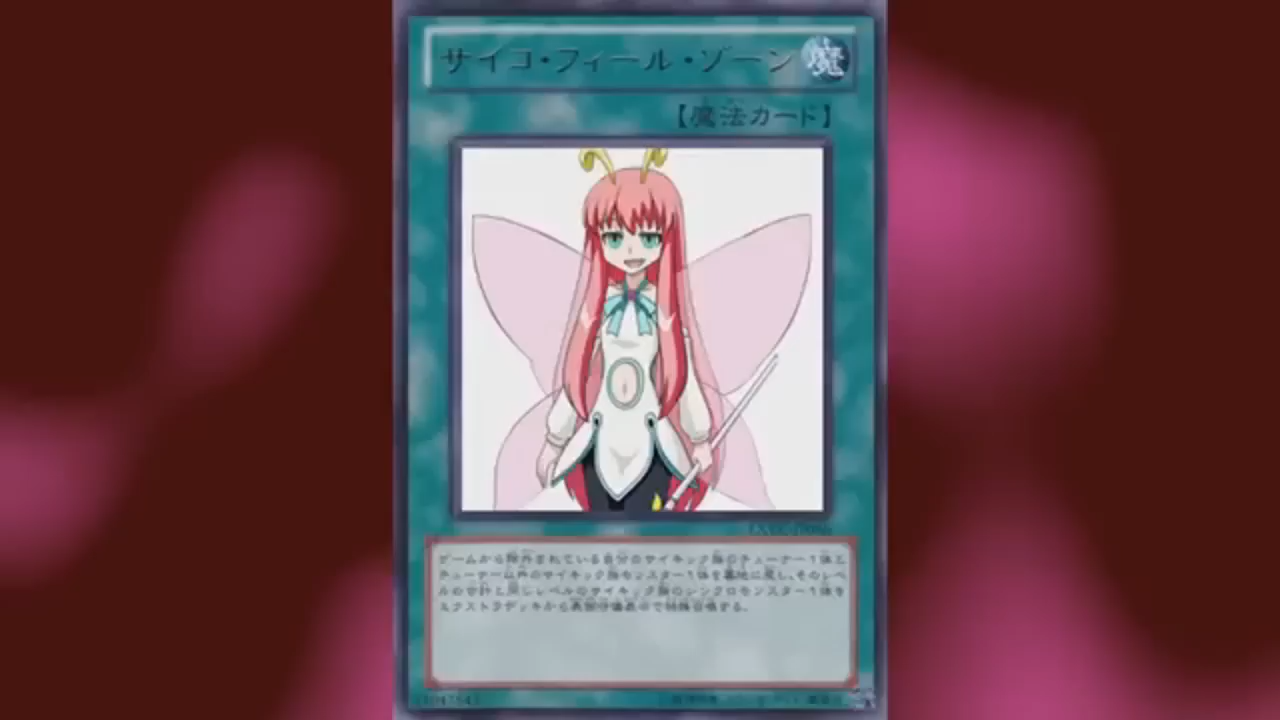 サイコ・フィール・ゾーン
魔
【魔法カード】
ゲームから除外されている自分のサイキック族のチューナー1体と
チューナー以外のサイキック族モンスター1体を墓地に戻し、そのレベ
ルの合計と同じレベルのサイキック族のシンクロモンスター1体を
エクストラデッキから表側守備表示で特殊召喚する。